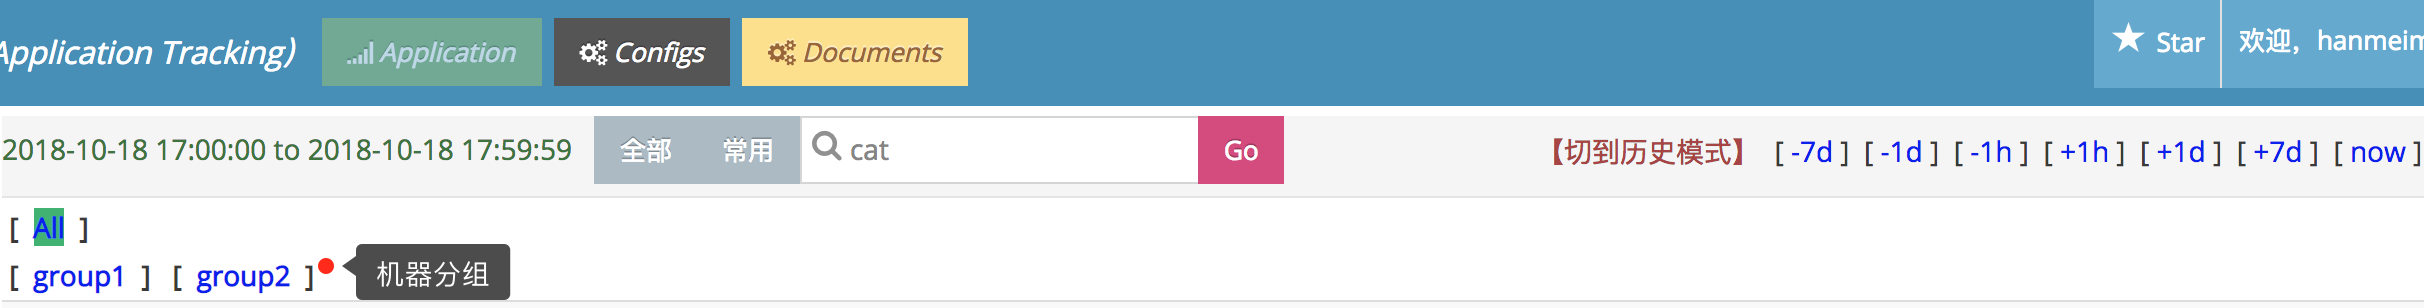 Application Tracking) Application Configs Documents Star 欢迎，hanmeim
2018-10-18 17:00:00 to 2018-10-18 17:59:59 全部 常用 cat Go 【切到历史模式】 [ -7d ] [ -1d ] [ -1h ] [ +1h ] [ +1d ] [ +7d ] [ now ]
[ All ]
[ group1 ] [ group2 ] 机器分组